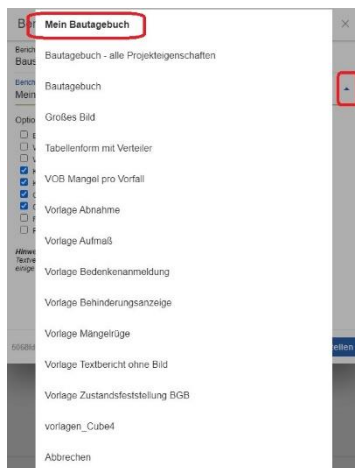 Mein Bautagebuch
Bautagebuch - alle Projekteigenschaften
Bautagebuch
Großes Bild
Tabellenform mit Verteiler
VOB Mangel pro Vorfall
Vorlage Abnahme
Vorlage Aufmaß
Vorlage Bedenkenanmeldung
Vorlage Behinderungsanzeige
Vorlage Mängelrüge
Vorlage Textbericht ohne Bild
Vorlage Zustandsfeststellung BGB
vorlagen_Cube4
Abbrechen